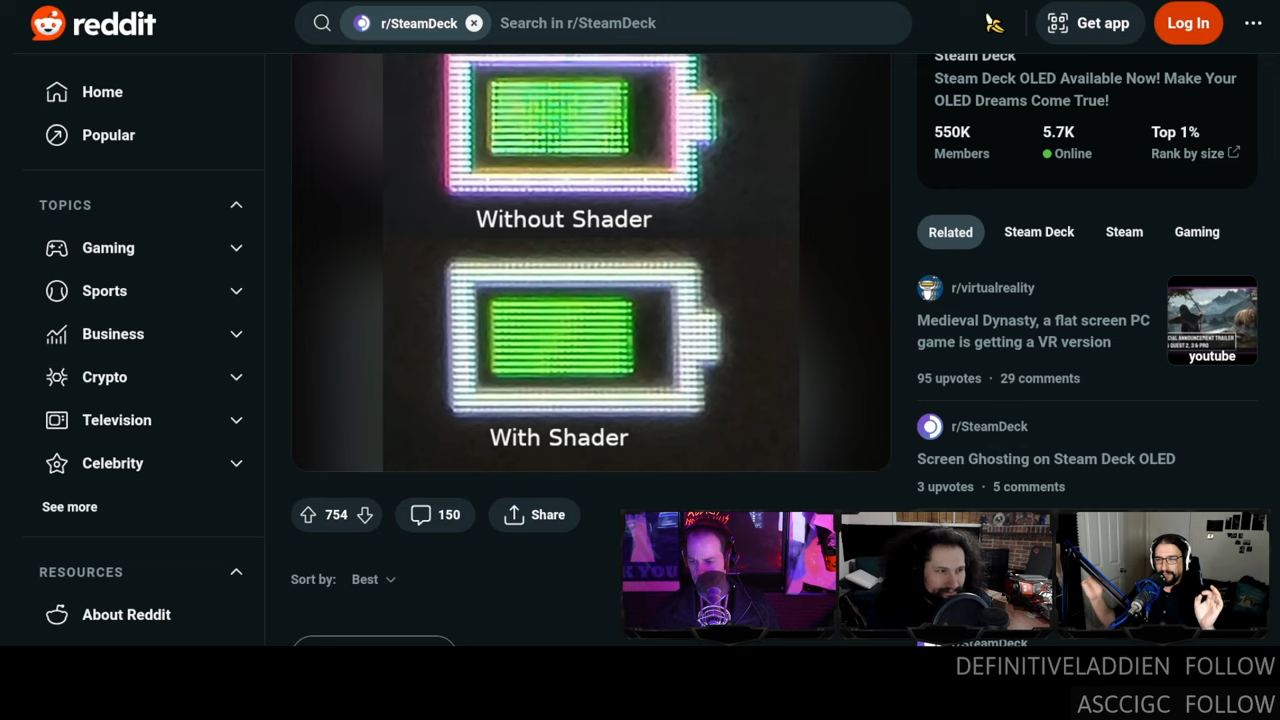 reddit
r/SteamDeck
Search in r/SteamDeck
Get app
Log In
Home
Popular
TOPICS
Gaming
Sports
Business
Crypto
Television
Celebrity
See more
RESOURCES
About Reddit
Without Shader
With Shader
754
150
Share
Sort by:
Best
Steam Deck
Steam Deck OLED Available Now! Make Your
OLED Dreams Come True!
550K
5.7K
Top 1%
Members
Online
Rank by size
Related
Steam Deck
Steam
Gaming
r/virtualreality
Medieval Dynasty, a flat screen PC
game is getting a VR version
youtube
95 upvotes · 29 comments
r/SteamDeck
Screen Ghosting on Steam Deck OLED
3 upvotes · 5 comments
r/SteamDeck
DEFINITIVELADDIEN FOLLOW
ASCCIGC FOLLOW